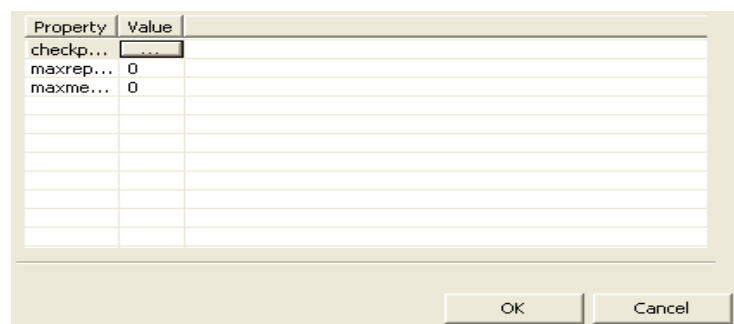 Property Value
checkp... ...
maxrep... 0
maxme... 0
OK Cancel